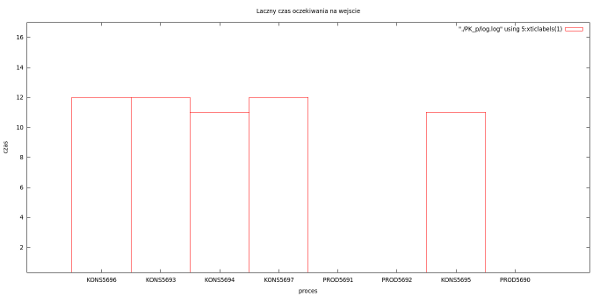 Laczny czas oczekiwania na wejscie
"./PK_p/log.log" using 5:xticlabels(1)
16
14
12
10
8
6
4
2
czas
KONS5696 KONS5693 KONS5694 KONS5697 PROD5691 PROD5692 KONS5695 PROD5690
proces